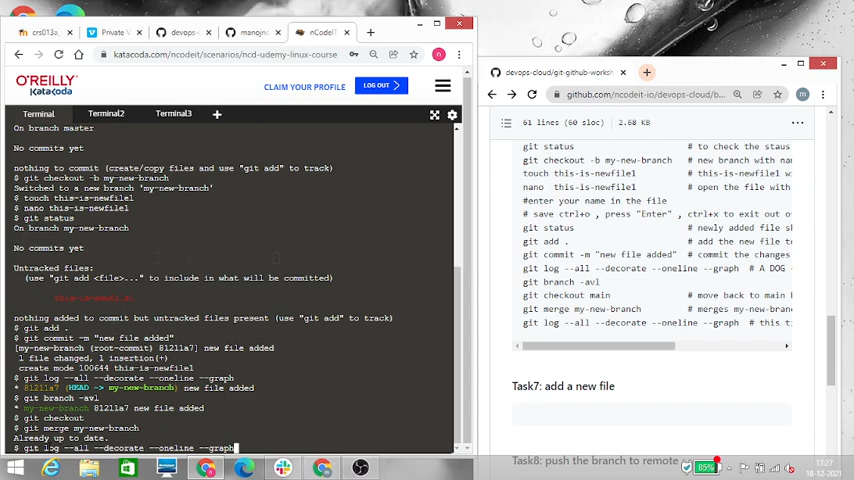 crs013a_
Private V
devops-
manojno
nCodeIT
katacoda.com/ncodeit/scenarios/ncd-udemy-linux-course
O'REILLY
Katacoda
CLAIM YOUR PROFILE
LOG OUT
Terminal
Terminal2
Terminal3
On branch master
No commits yet
nothing to commit (create/copy files and use "git add" to track)
$ git checkout -b my-new-branch
Switched to a new branch 'my-new-branch'
$ touch this-is-newfile1
$ nano this-is-newfile1
$ git status
On branch my-new-branch
No commits yet
Untracked files:
(use "git add <file>..." to include in what will be committed)
nothing added to commit but untracked files present (use "git add" to track)
$ git add .
$ git commit -m "new file added"
[my-new-branch (root-commit) 81211a7] new file added
1 file changed, 1 insertion(+)
create mode 100644 this-is-newfile1
$ git log --all --decorate --oneline --graph
* 81211a7 (HEAD -> my-new-branch) new file added
$ git branch -avl
* my-new-branch 81211a7 new file added
$ git checkout
$ git merge my-new-branch
Already up to date.
$ git log --all --decorate --oneline --graph
devops-cloud/git-github-worksh
github.com/ncodeit-io/devops-cloud/b...
m
61 lines (60 sloc)
2.68 KB
git status # to check the staus
git checkout -b my-new-branch # new branch with na
touch this-is-newfile1 # this-is-newfile1 wi
nano this-is-newfile1 # open the file with
#enter your name in the file
# save ctrl+o , press "Enter" , ctrl+x to exit out o
git status # newly added file s
git add . # add the new file to
git commit -m "new file added" # commit the changes
git log --all --decorate --oneline --graph # A DOG
git branch -avl
git checkout main # move back to main
git merge my-new-branch # merges my-new-bran
git log --all --decorate --oneline --graph # this t
Task7: add a new file
Task8: push the branch to remote
85%
17:27
18-12-2021